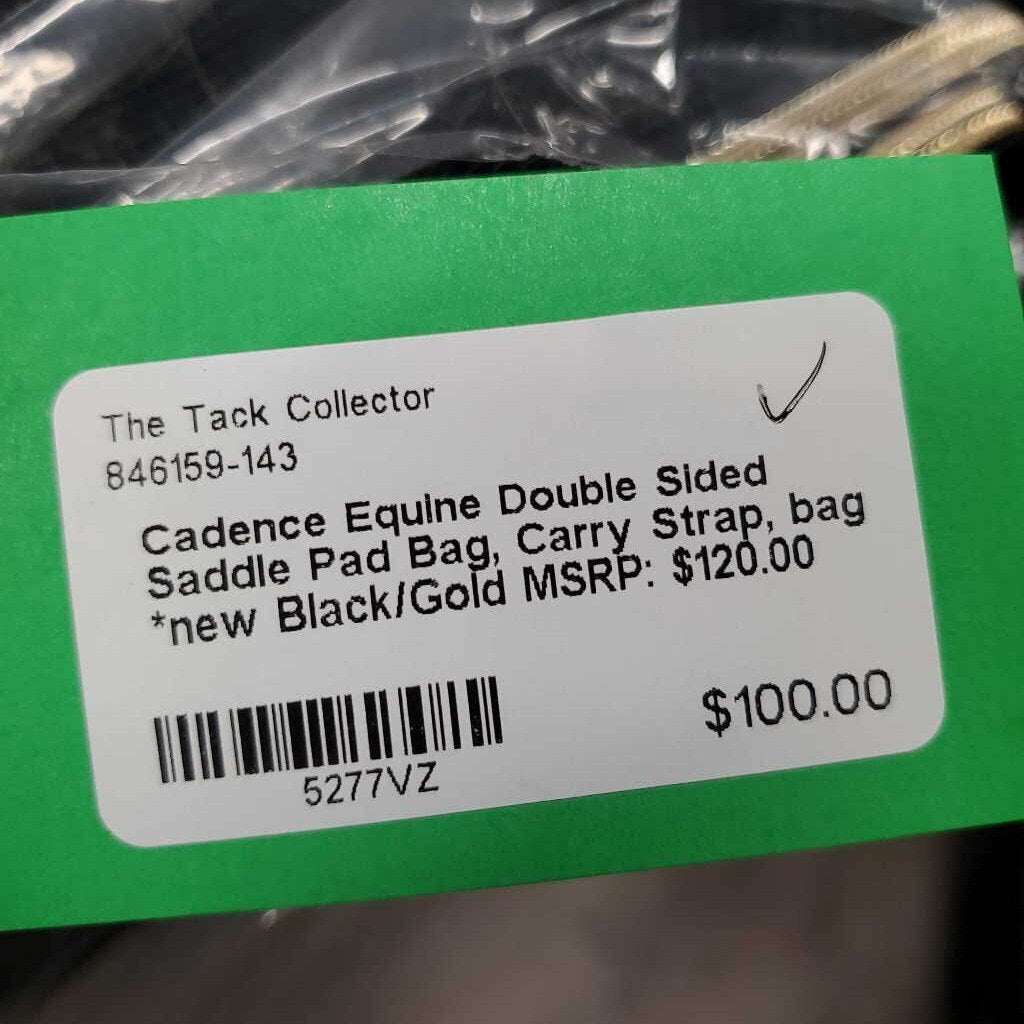 The Tack Collector
846159-143
Cadence Equine Double Sided
Saddle Pad Bag, Carry Strap, bag
*new Black/Gold MSRP: $120.00
$100.00
5277VZ